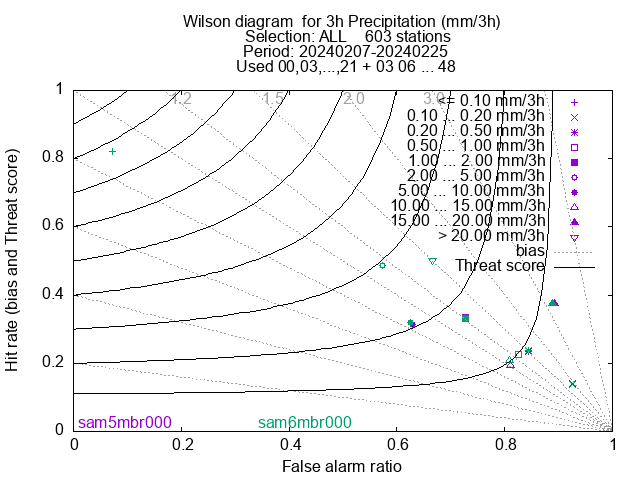 Wilson diagram  for 3h Precipitation (mm/3h)
Selection: ALL    603 stations
Period: 20240207-20240225
Used 00,03,...,21 + 03 06 ... 48
1
0.8
0.6
0.4
0.2
0
0
0.2
0.4
0.6
0.8
1
Hit rate (bias and Threat score)
False alarm ratio
1.2
1.5
2.0
3.0
<= 0.10 mm/3h
0.10 ... 0.20 mm/3h
0.20 ... 0.50 mm/3h
0.50 ... 1.00 mm/3h
1.00 ... 2.00 mm/3h
2.00 ... 5.00 mm/3h
5.00 ... 10.00 mm/3h
10.00 ... 15.00 mm/3h
15.00 ... 20.00 mm/3h
> 20.00 mm/3h
bias
Threat score
sam5mbr000
sam6mbr000